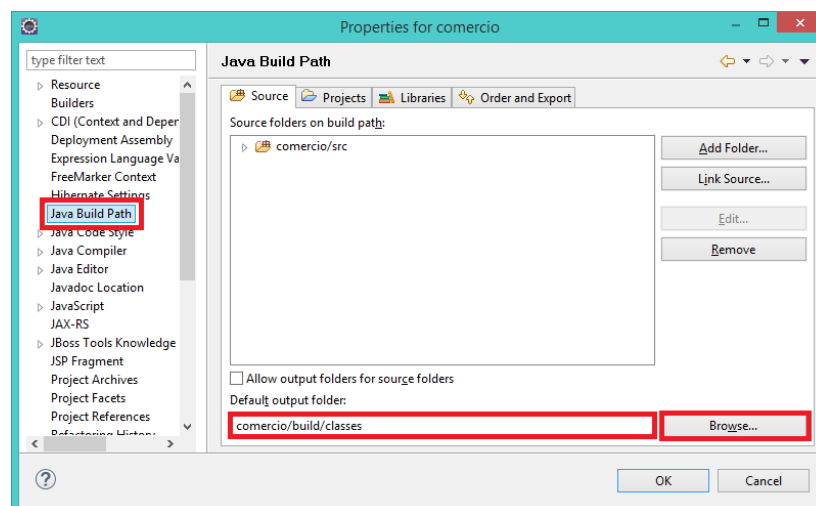 Properties for comercio
type filter text
Resource
Builders
CDI (Context and Deper
Deployment Assembly
Expression Language Va
FreeMarker Context
Hibernate Settings
Java Build Path
Java Code Style
Java Compiler
Java Editor
Javadoc Location
JavaScript
JAX-RS
JBoss Tools Knowledge
JSP Fragment
Project Archives
Project Facets
Project References
Refactoring History
Java Build Path
Source Projects Libraries Order and Export
Source folders on build path:
comercio/src
Add Folder...
Link Source...
Edit...
Remove
Allow output folders for source folders
Default output folder:
comercio/build/classes
Browse...
OK Cancel